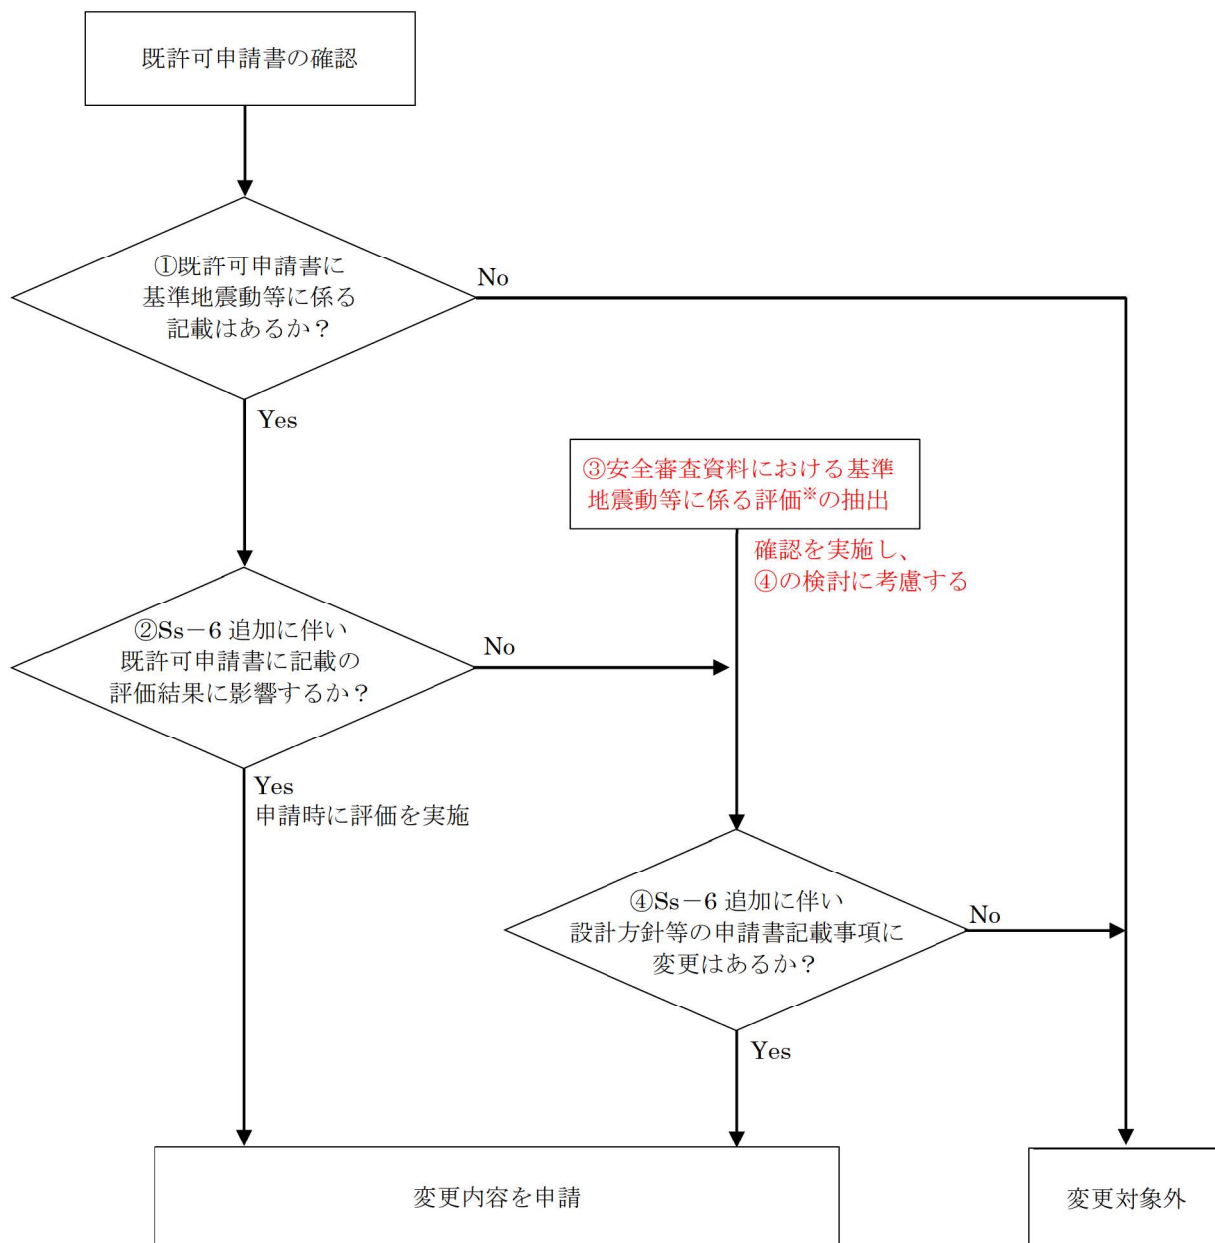 既許可申請書の確認
①既許可申請書に
基準地震動等に係る
記載はあるか？
No
Yes
③安全審査資料における基準
地震動等に係る評価※の抽出
確認を実施し、
④の検討に考慮する
②Ss－6 追加に伴い
既許可申請書に記載の
評価結果に影響するか？
No
Yes
申請時に評価を実施
④Ss－6 追加に伴い
設計方針等の申請書記載事項に
変更はあるか？
No
Yes
変更内容を申請
変更対象外